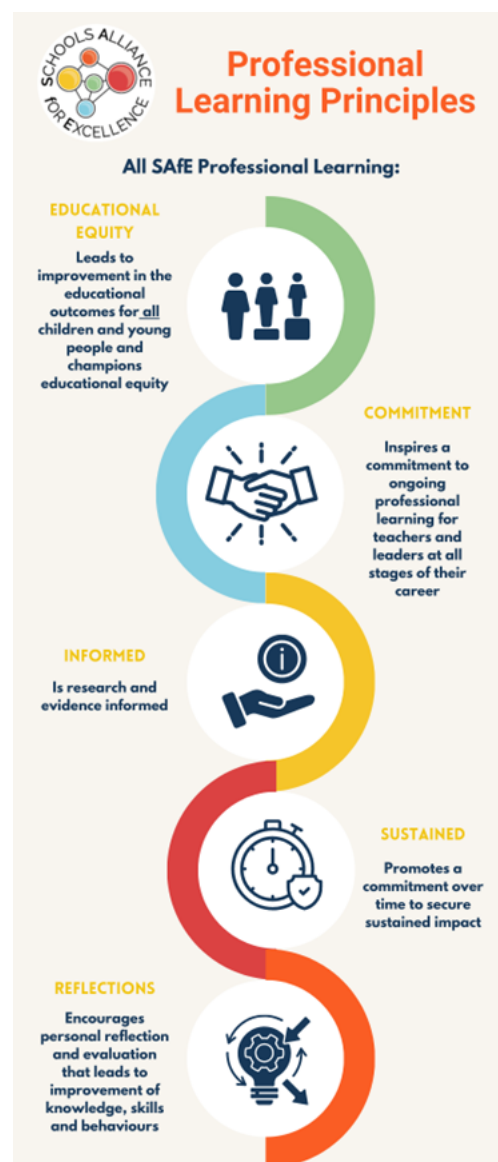 SCHOOLS ALLIANCE
FOR EXCELLENCE
Professional
Learning Principles
All SAfE Professional Learning:
EDUCATIONAL
EQUITY
Leads to
improvement in the
educational
outcomes for all
children and young
people and
champions
educational equity
COMMITMENT
Inspires a
commitment to
ongoing
professional
learning for
teachers and
leaders at all
stages of their
career
INFORMED
Is research and
evidence informed
i
SUSTAINED
Promotes a
commitment over
time to secure
sustained impact
REFLECTIONS
Encourages
personal reflection
and evaluation
that leads to
improvement of
knowledge, skills
and behaviours